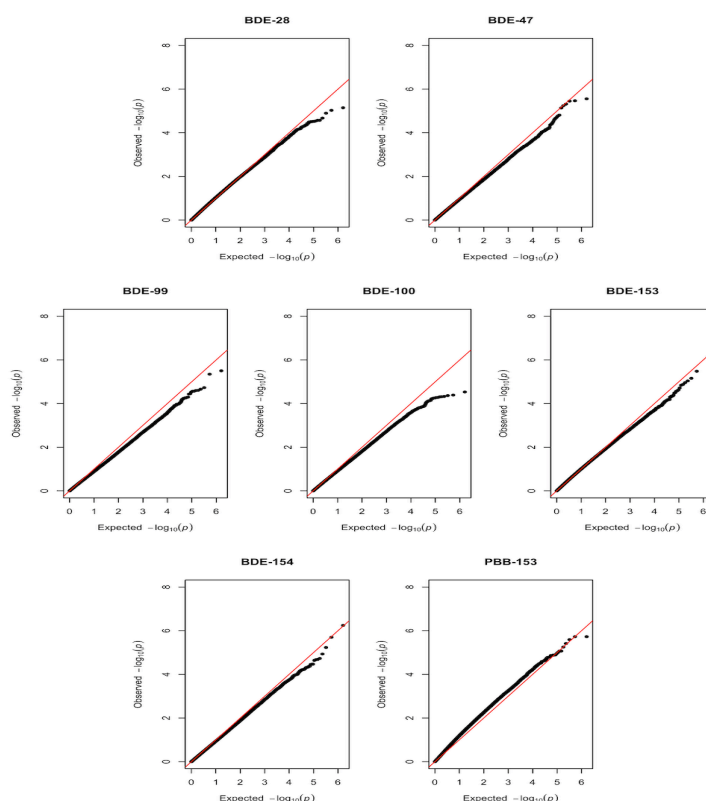 BDE-28
BDE-47
Observed −log₁₀(p)
0 2 4 6 8
0 1 2 3 4 5 6
Expected −log₁₀(p)
Observed −log₁₀(p)
0 2 4 6 8
0 1 2 3 4 5 6
Expected −log₁₀(p)
BDE-99
BDE-100
BDE-153
Observed −log₁₀(p)
0 2 4 6 8
0 1 2 3 4 5 6
Expected −log₁₀(p)
Observed −log₁₀(p)
0 2 4 6 8
0 1 2 3 4 5 6
Expected −log₁₀(p)
Observed −log₁₀(p)
0 2 4 6 8
0 1 2 3 4 5 6
Expected −log₁₀(p)
BDE-154
PBB-153
Observed −log₁₀(p)
0 2 4 6 8
0 1 2 3 4 5 6
Expected −log₁₀(p)
Observed −log₁₀(p)
0 2 4 6 8
0 1 2 3 4 5 6
Expected −log₁₀(p)